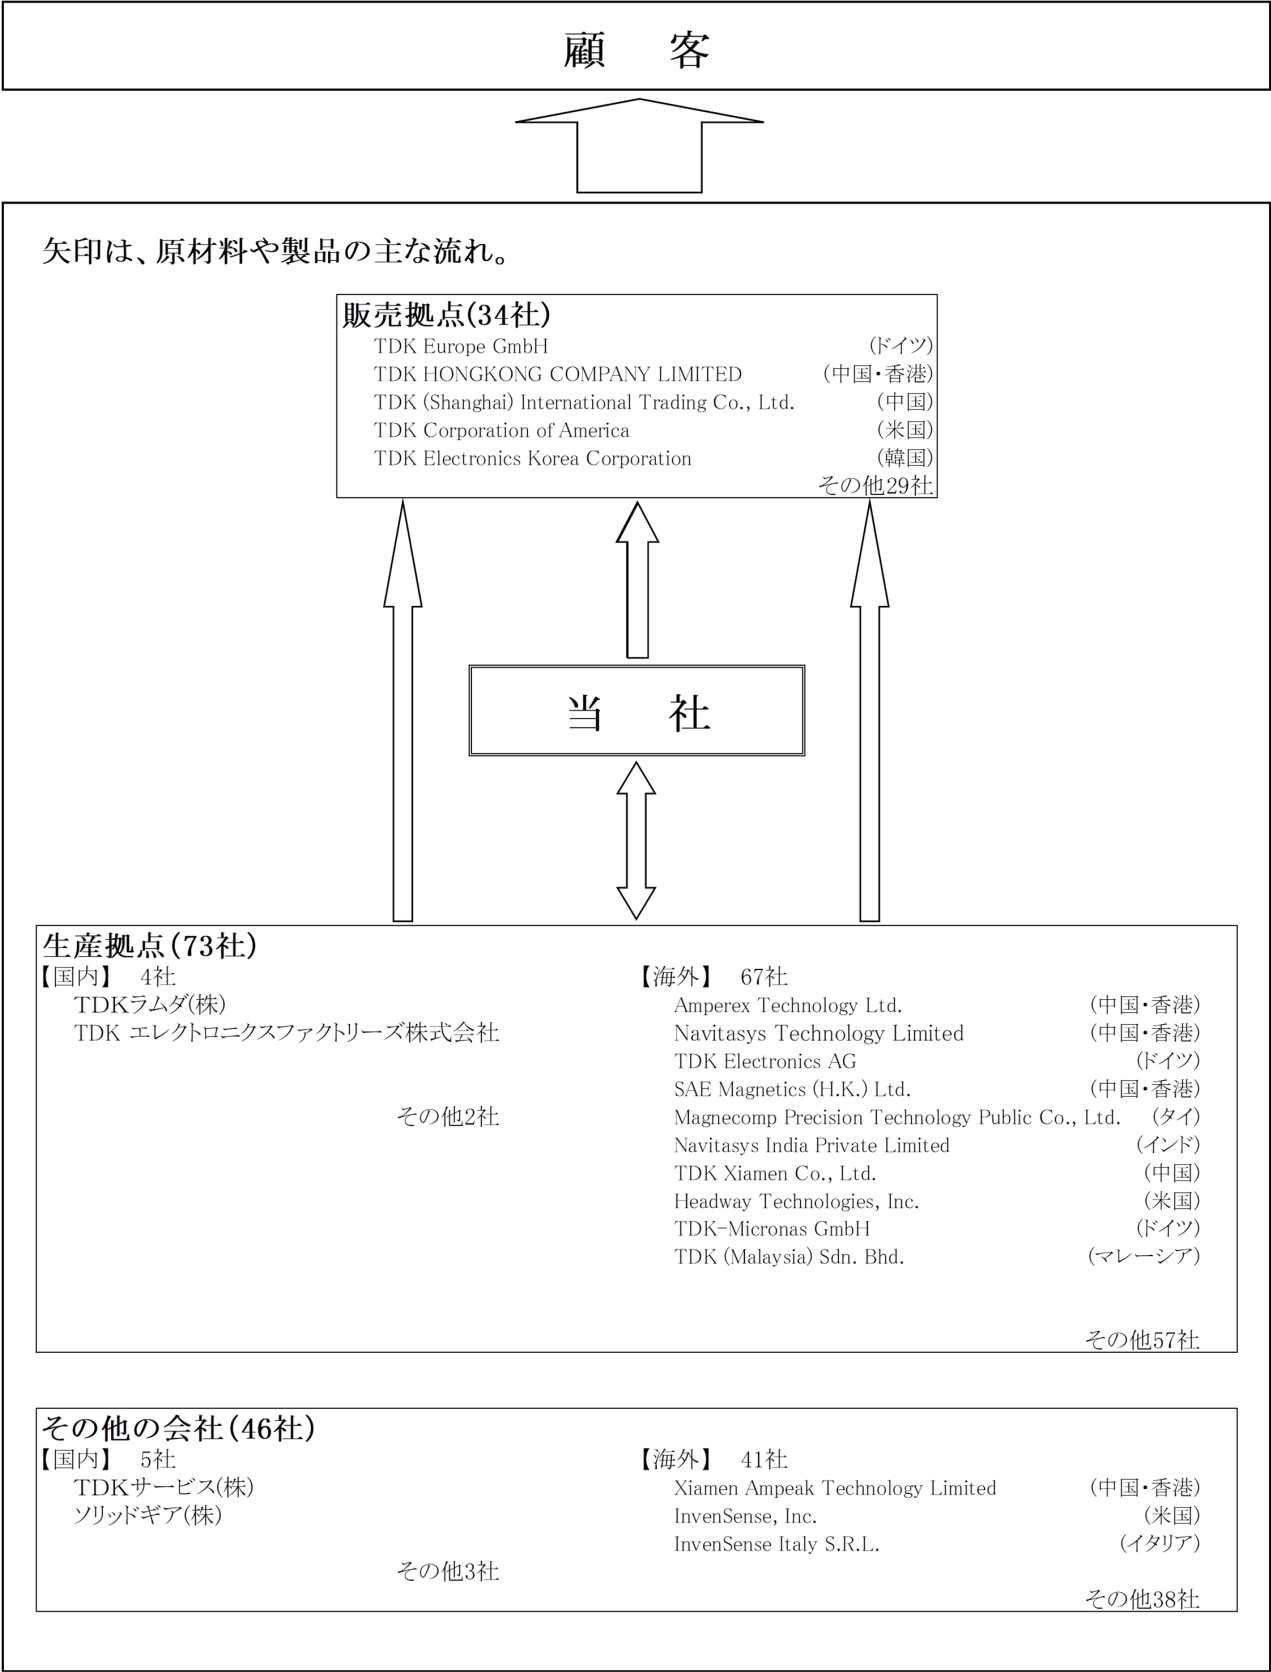 顧　客
矢印は、原材料や製品の主な流れ。
販売拠点(34社)
TDK Europe GmbH (ドイツ)
TDK HONGKONG COMPANY LIMITED (中国・香港)
TDK (Shanghai) International Trading Co., Ltd. (中国)
TDK Corporation of America (米国)
TDK Electronics Korea Corporation (韓国)
その他29社
当　社
生産拠点(73社)
【国内】　4社
TDKラムダ(株)
TDK エレクトロニクスファクトリーズ株式会社
その他2社
【海外】　67社
Amperex Technology Ltd. (中国・香港)
Navitasys Technology Limited (中国・香港)
TDK Electronics AG (ドイツ)
SAE Magnetics (H.K.) Ltd. (中国・香港)
Magnecomp Precision Technology Public Co., Ltd. (タイ)
Navitasys India Private Limited (インド)
TDK Xiamen Co., Ltd. (中国)
Headway Technologies, Inc. (米国)
TDK-Micronas GmbH (ドイツ)
TDK (Malaysia) Sdn. Bhd. (マレーシア)
その他57社
その他の会社(46社)
【国内】　5社
TDKサービス(株)
ソリッドギア(株)
その他3社
【海外】　41社
Xiamen Ampeak Technology Limited (中国・香港)
InvenSense, Inc. (米国)
InvenSense Italy S.R.L. (イタリア)
その他38社